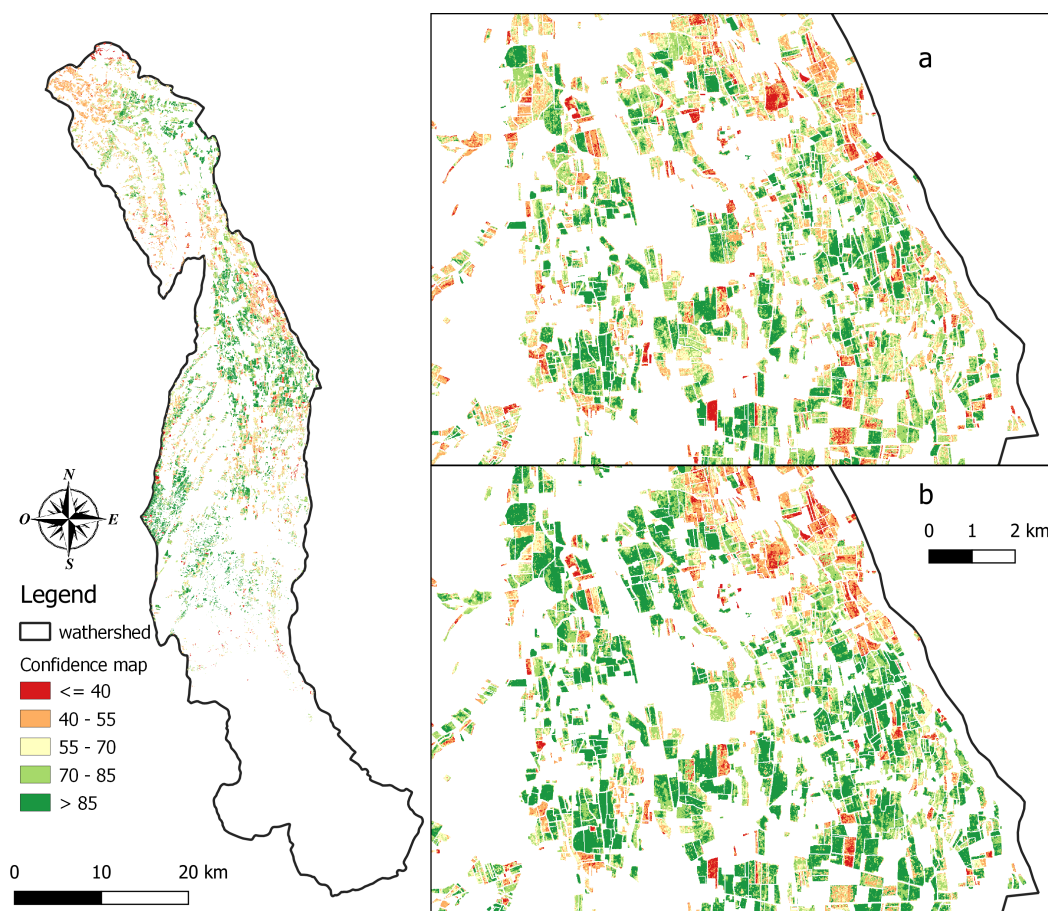 a
b
0 1 2 km
N
O E
S
Legend
wathershed
Confidence map
<= 40
40 - 55
55 - 70
70 - 85
> 85
0 10 20 km